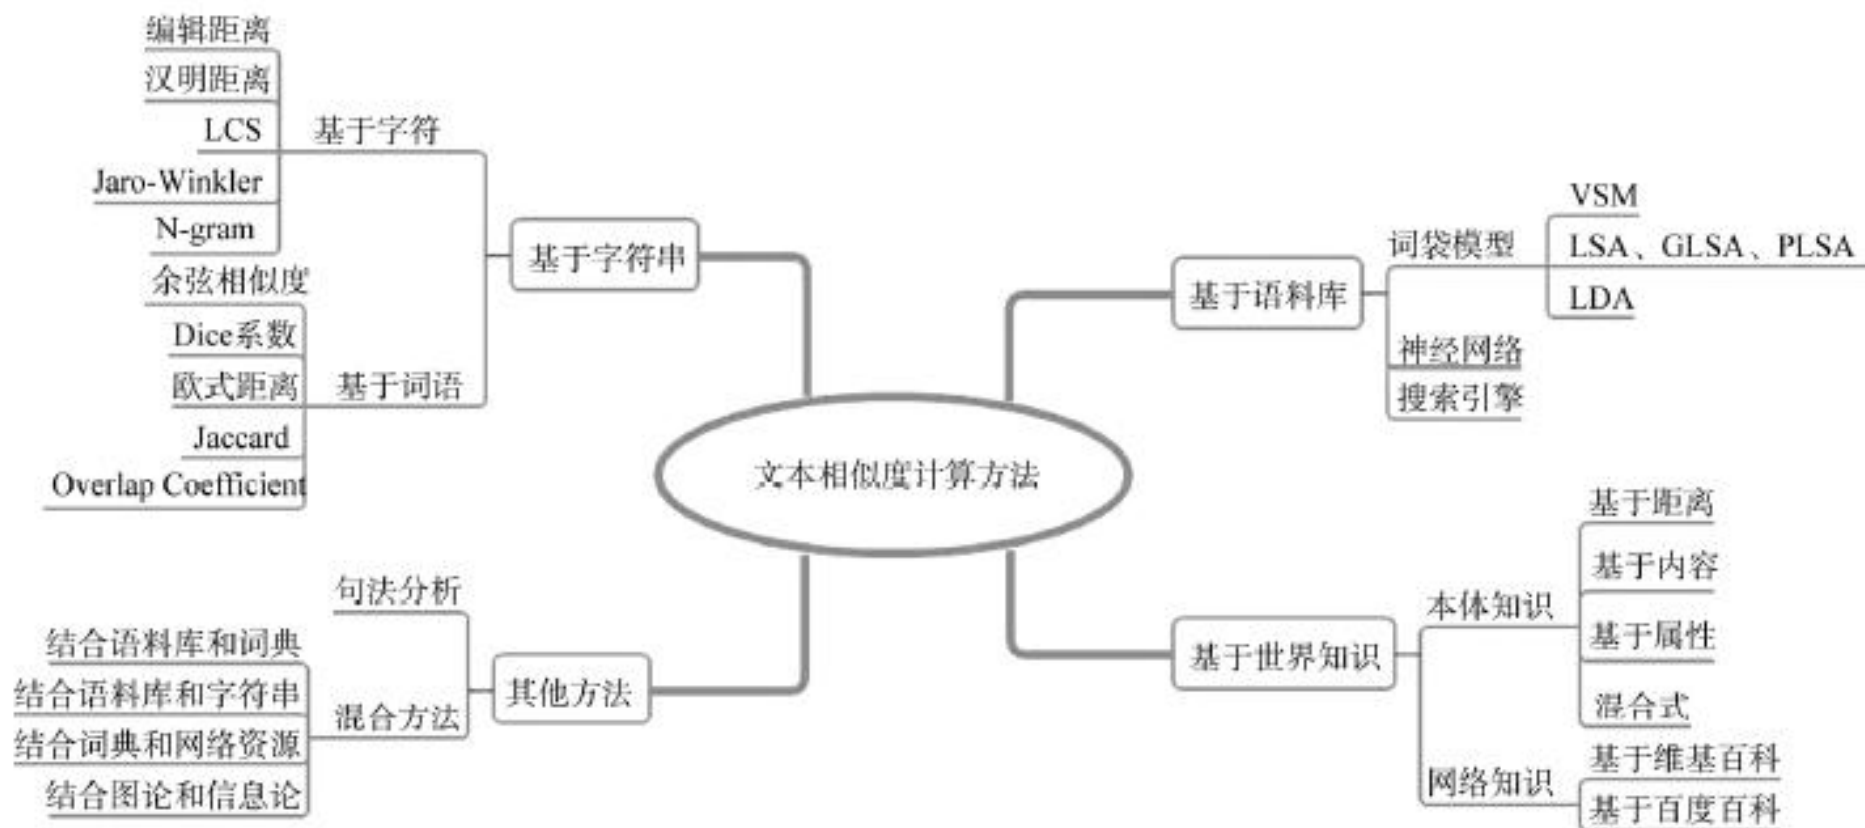 文本相似度计算方法
基于字符串
基于字符
编辑距离
汉明距离
LCS
Jaro-Winkler
N-gram
基于词语
余弦相似度
Dice系数
欧式距离
Jaccard
Overlap Coefficient
基于语料库
词袋模型
VSM
LSA、GLSA、PLSA
LDA
神经网络
搜索引擎
基于世界知识
本体知识
基于距离
基于内容
基于属性
混合式
网络知识
基于维基百科
基于百度百科
其他方法
句法分析
混合方法
结合语料库和词典
结合语料库和字符串
结合词典和网络资源
结合图论和信息论